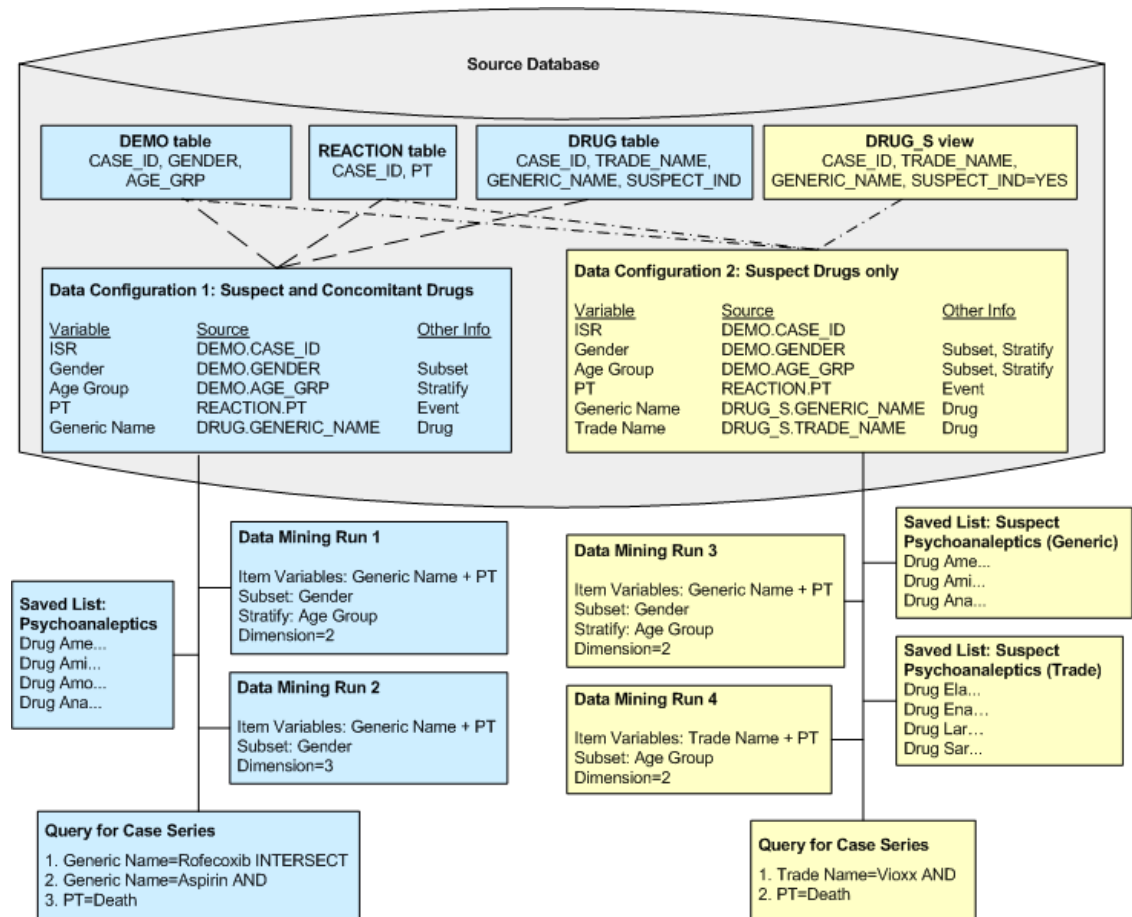 Source Database
DEMO table
CASE_ID, GENDER,
AGE_GRP
REACTION table
CASE_ID, PT
DRUG table
CASE_ID, TRADE_NAME,
GENERIC_NAME, SUSPECT_IND
DRUG_S view
CASE_ID, TRADE_NAME,
GENERIC_NAME, SUSPECT_IND=YES
Data Configuration 1: Suspect and Concomitant Drugs
Variable Source Other Info
ISR DEMO.CASE_ID
Gender DEMO.GENDER Subset
Age Group DEMO.AGE_GRP Stratify
PT REACTION.PT Event
Generic Name DRUG.GENERIC_NAME Drug
Data Configuration 2: Suspect Drugs only
Variable Source Other Info
ISR DEMO.CASE_ID
Gender DEMO.GENDER Subset, Stratify
Age Group DEMO.AGE_GRP Subset, Stratify
PT REACTION.PT Event
Generic Name DRUG_S.GENERIC_NAME Drug
Trade Name DRUG_S.TRADE_NAME Drug
Data Mining Run 1
Item Variables: Generic Name + PT
Subset: Gender
Stratify: Age Group
Dimension=2
Saved List:
Psychoanaleptics
Drug Ame...
Drug Ami...
Drug Amo...
Drug Ana...
Data Mining Run 2
Item Variables: Generic Name + PT
Subset: Gender
Dimension=3
Query for Case Series
1. Generic Name=Rofecoxib INTERSECT
2. Generic Name=Aspirin AND
3. PT=Death
Data Mining Run 3
Item Variables: Generic Name + PT
Subset: Gender
Stratify: Age Group
Dimension=2
Saved List: Suspect
Psychoanaleptics (Generic)
Drug Ame...
Drug Ami...
Drug Ana...
Data Mining Run 4
Item Variables: Trade Name + PT
Subset: Age Group
Dimension=2
Saved List: Suspect
Psychoanaleptics (Trade)
Drug Ela...
Drug Ena...
Drug Lar...
Drug Sar...
Query for Case Series
1. Trade Name=Vioxx AND
2. PT=Death